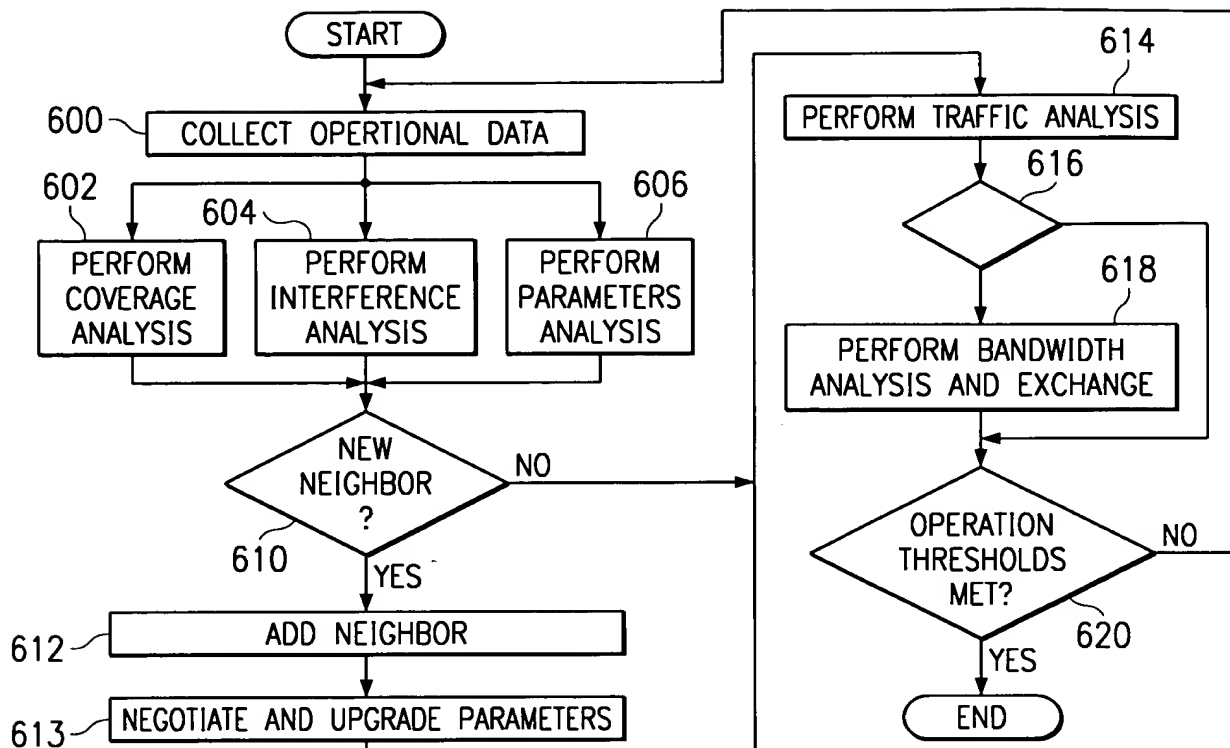 START
600
COLLECT OPERTIONAL DATA
602
604
606
PERFORM
COVERAGE
ANALYSIS
PERFORM
INTERFERENCE
ANALYSIS
PERFORM
PARAMETERS
ANALYSIS
NEW
NEIGHBOR
?
NO
610
YES
612
ADD NEIGHBOR
613
NEGOTIATE AND UPGRADE PARAMETERS
614
PERFORM TRAFFIC ANALYSIS
616
618
PERFORM BANDWIDTH
ANALYSIS AND EXCHANGE
OPERATION
THRESHOLDS
MET?
NO
620
YES
END